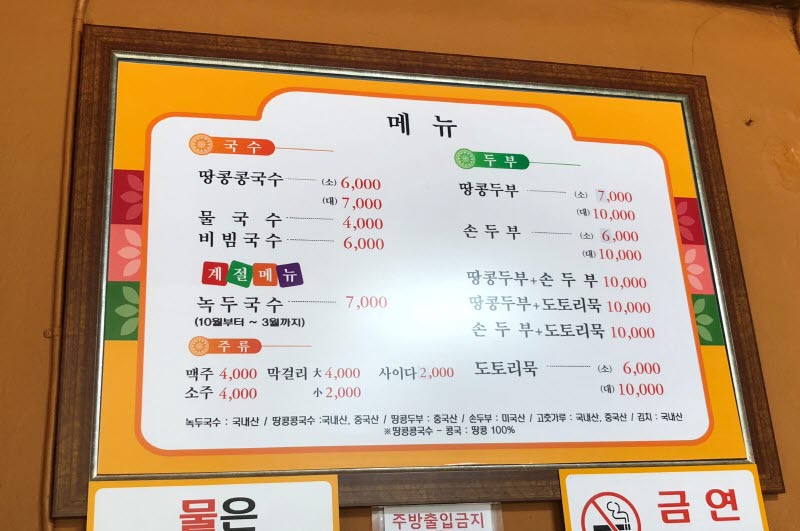 메 뉴
국 수
땅콩콩국수 (소) 6,000
(대) 7,000
물 국 수 4,000
비빔국수 6,000
계절메뉴
녹두국수 7,000
(10월부터 ~ 3월까지)
주 류
맥주 4,000 막걸리 大 4,000 사이다 2,000
소주 4,000 小 2,000
두 부
땅콩두부 (소) 7,000
(대) 10,000
손 두 부 (소) 6,000
(대) 10,000
땅콩두부+손 두 부 10,000
땅콩두부+도토리묵 10,000
손 두 부+도토리묵 10,000
도토리묵 (소) 6,000
(대) 10,000
녹두국수 : 국내산 / 땅콩콩국수 :국내산, 중국산 / 땅콩두부 : 중국산 / 손두부 : 미국산 / 고춧가루 : 국내산, 중국산 / 김치 : 국내산
※땅콩콩국수 - 콩국 : 땅콩 100%
물은
주방출입금지
금 연